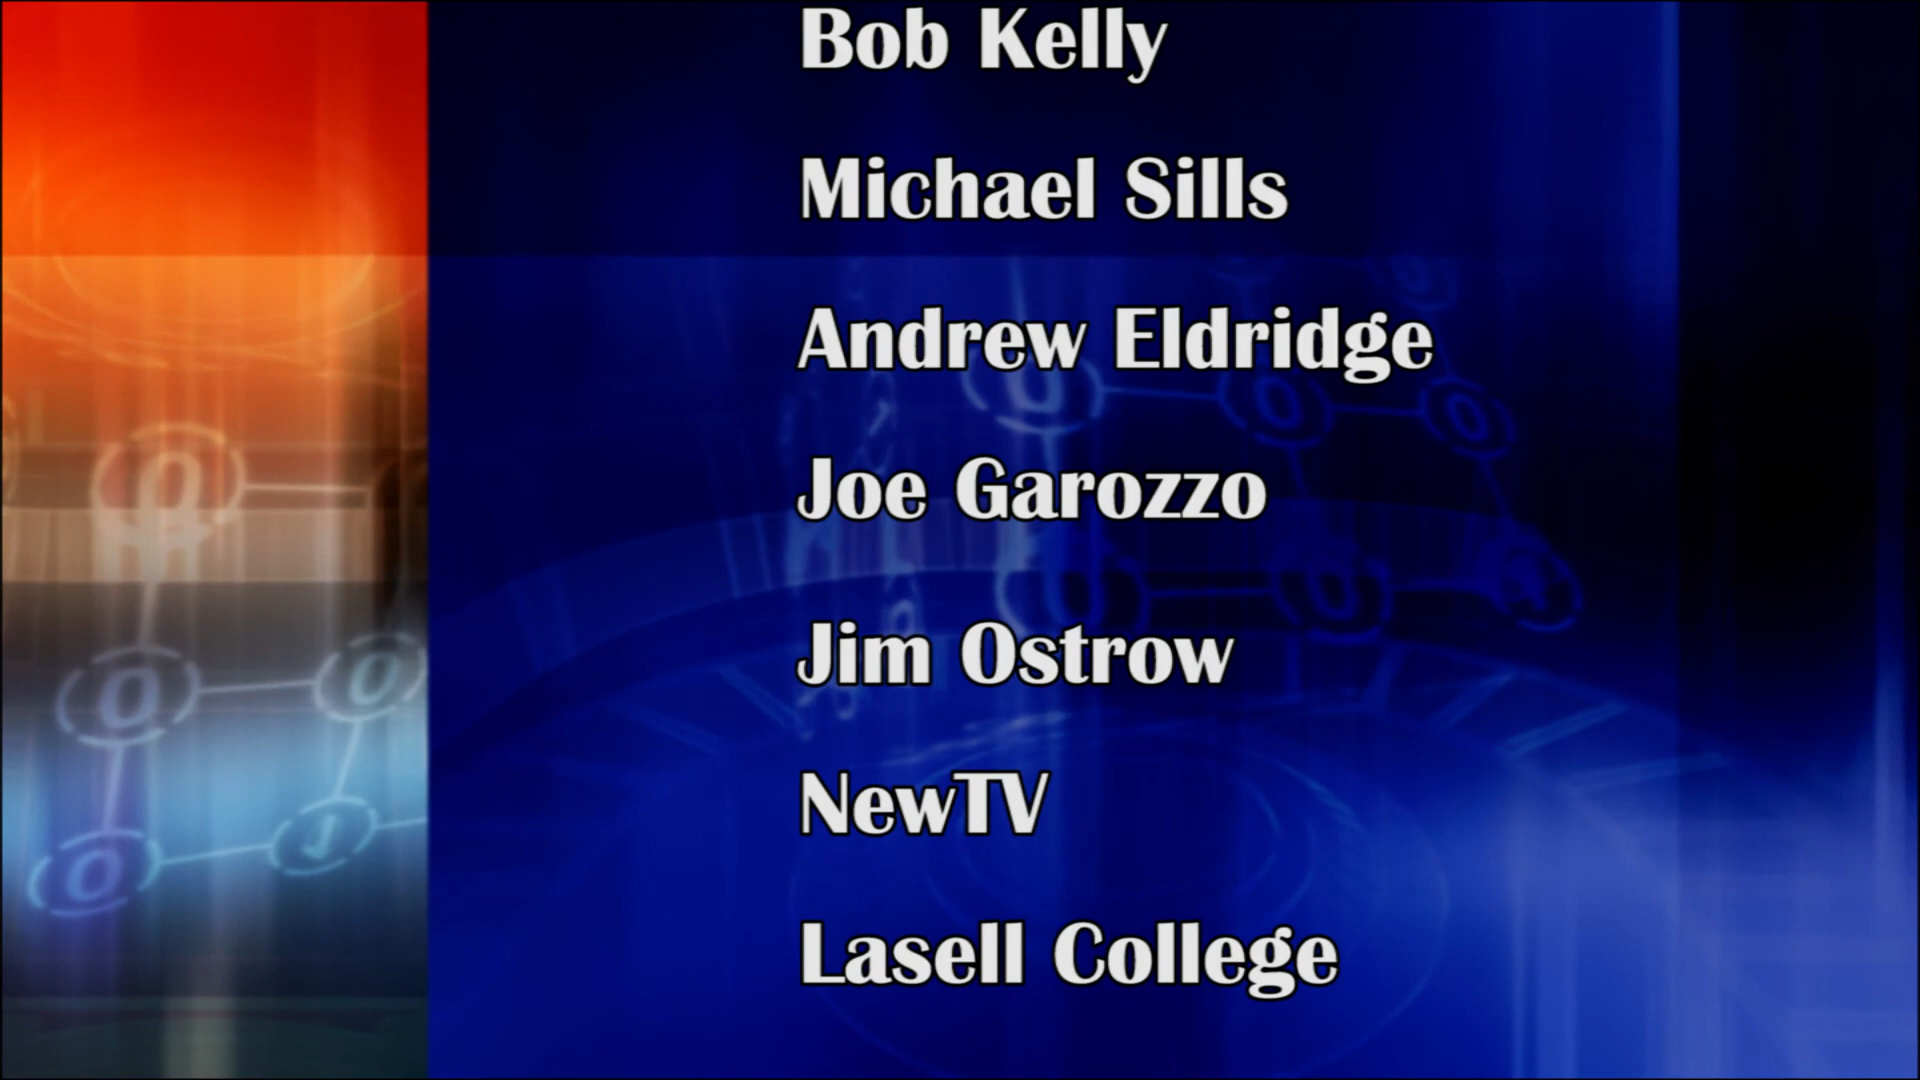 Bob Kelly
Michael Sills
Andrew Eldridge
Joe Garozzo
Jim Ostrow
NewTV
Lasell College